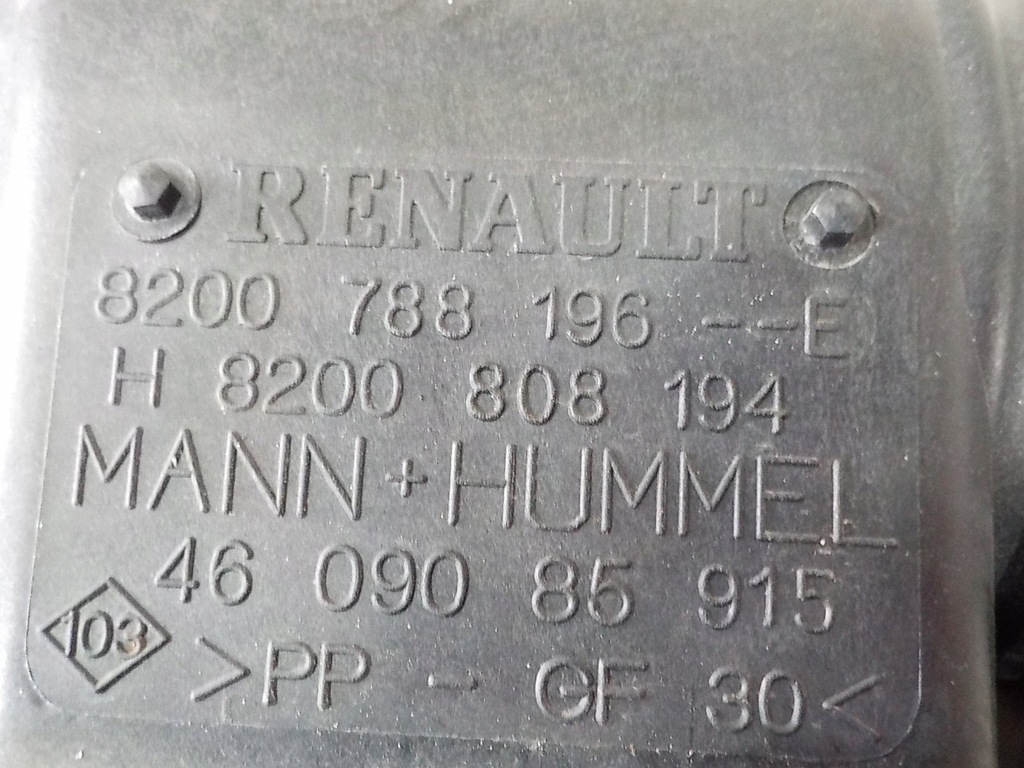 RENAULT
8200 788 196 --E
H 8200 808 194
MANN+HUMMEL
46 090 85 915
103 >PP - GF 30<